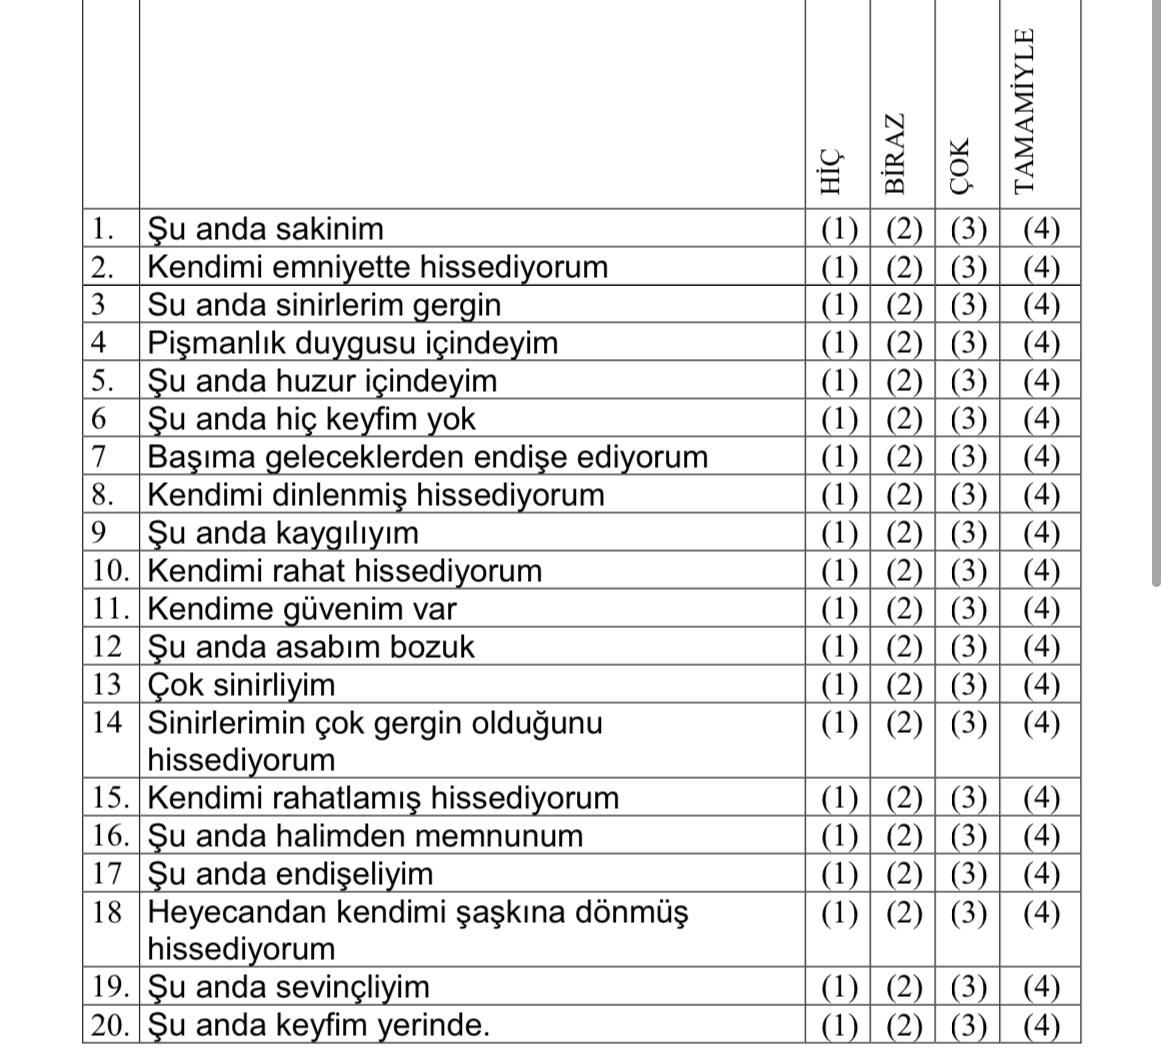 HİÇ
BİRAZ
ÇOK
TAMAMİYLE
1. Şu anda sakinim (1) (2) (3) (4)
2. Kendimi emniyette hissediyorum (1) (2) (3) (4)
3 Su anda sinirlerim gergin (1) (2) (3) (4)
4 Pişmanlık duygusu içindeyim (1) (2) (3) (4)
5. Şu anda huzur içindeyim (1) (2) (3) (4)
6 Şu anda hiç keyfim yok (1) (2) (3) (4)
7 Başıma geleceklerden endişe ediyorum (1) (2) (3) (4)
8. Kendimi dinlenmiş hissediyorum (1) (2) (3) (4)
9 Şu anda kaygılıyım (1) (2) (3) (4)
10. Kendimi rahat hissediyorum (1) (2) (3) (4)
11. Kendime güvenim var (1) (2) (3) (4)
12 Şu anda asabım bozuk (1) (2) (3) (4)
13 Çok sinirliyim (1) (2) (3) (4)
14 Sinirlerimin çok gergin olduğunu (1) (2) (3) (4)
hissediyorum
15. Kendimi rahatlamış hissediyorum (1) (2) (3) (4)
16. Şu anda halimden memnunum (1) (2) (3) (4)
17 Şu anda endişeliyim (1) (2) (3) (4)
18 Heyecandan kendimi şaşkına dönmüş (1) (2) (3) (4)
hissediyorum
19. Şu anda sevinçliyim (1) (2) (3) (4)
20. Şu anda keyfim yerinde. (1) (2) (3) (4)